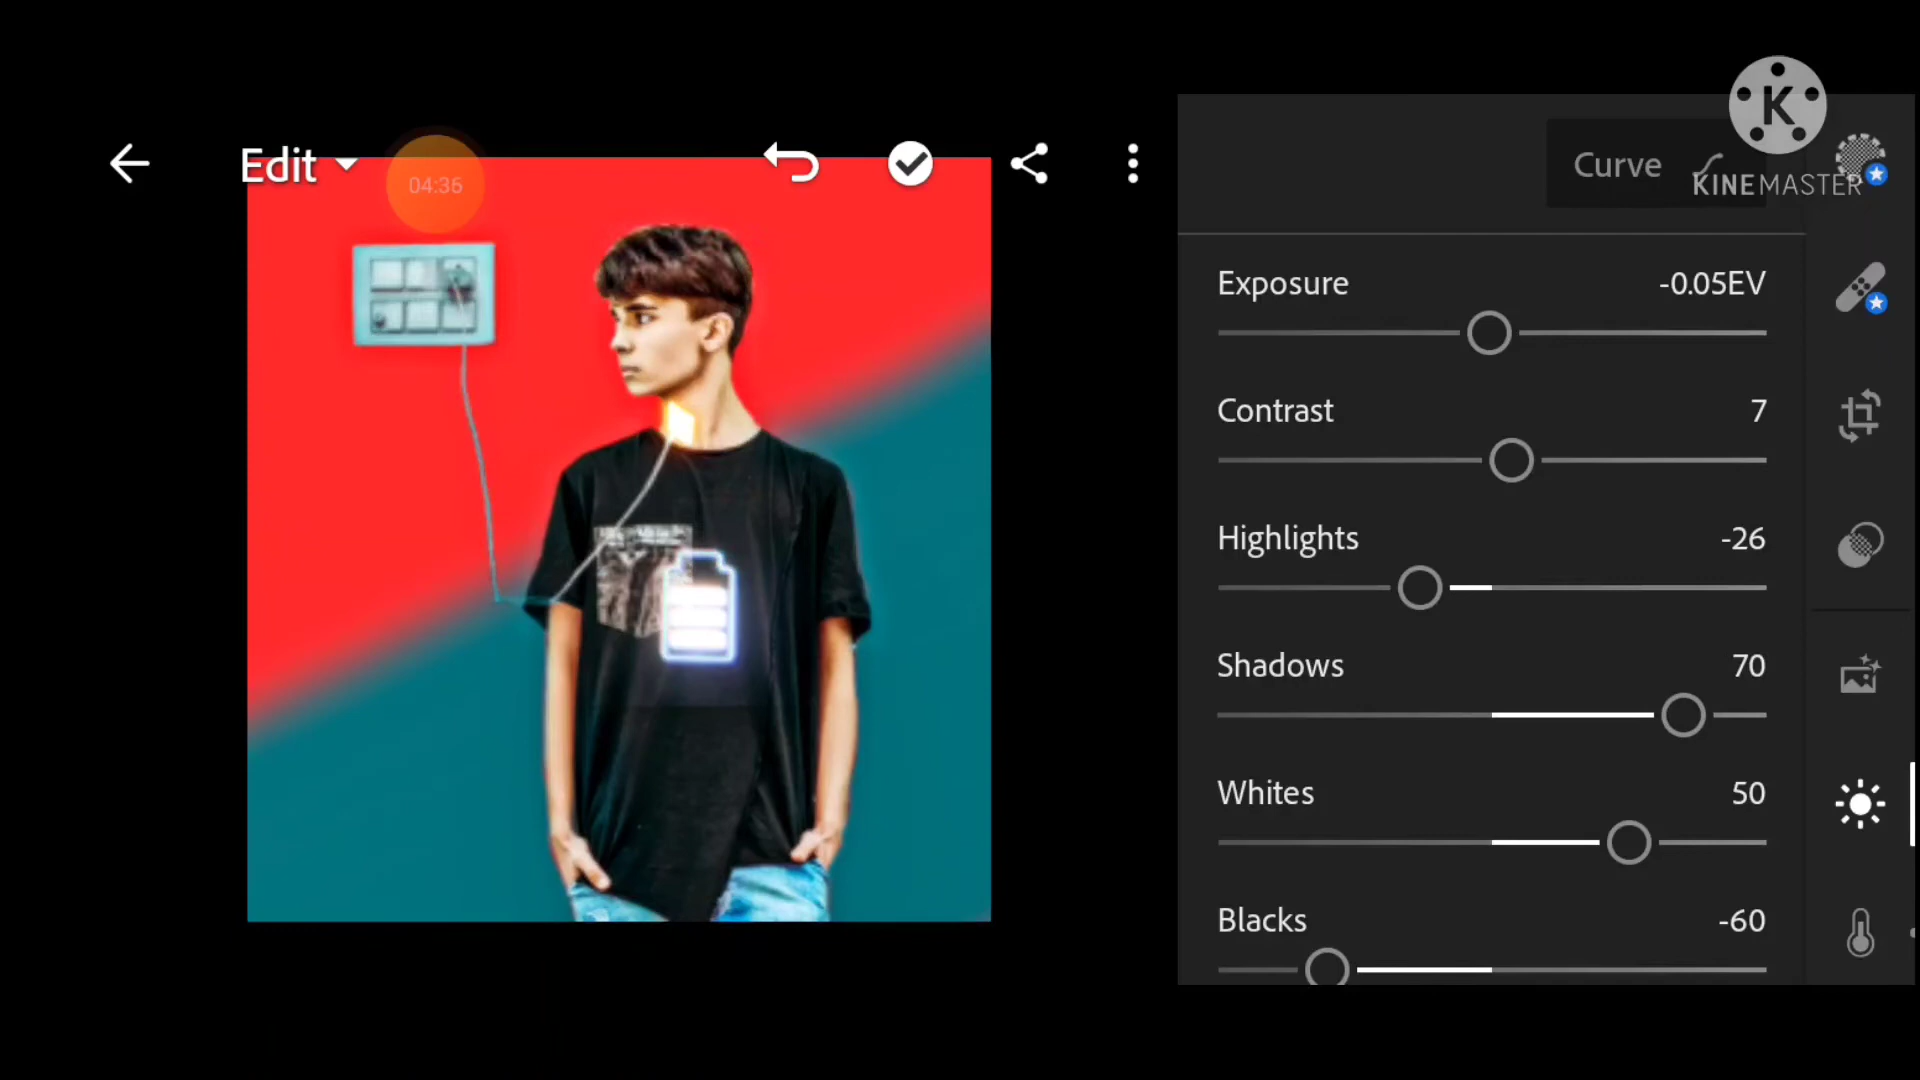 Edit
04:36
Curve
K
KINEMASTER
Exposure -0.05EV
Contrast 7
Highlights -26
Shadows 70
Whites 50
Blacks -60